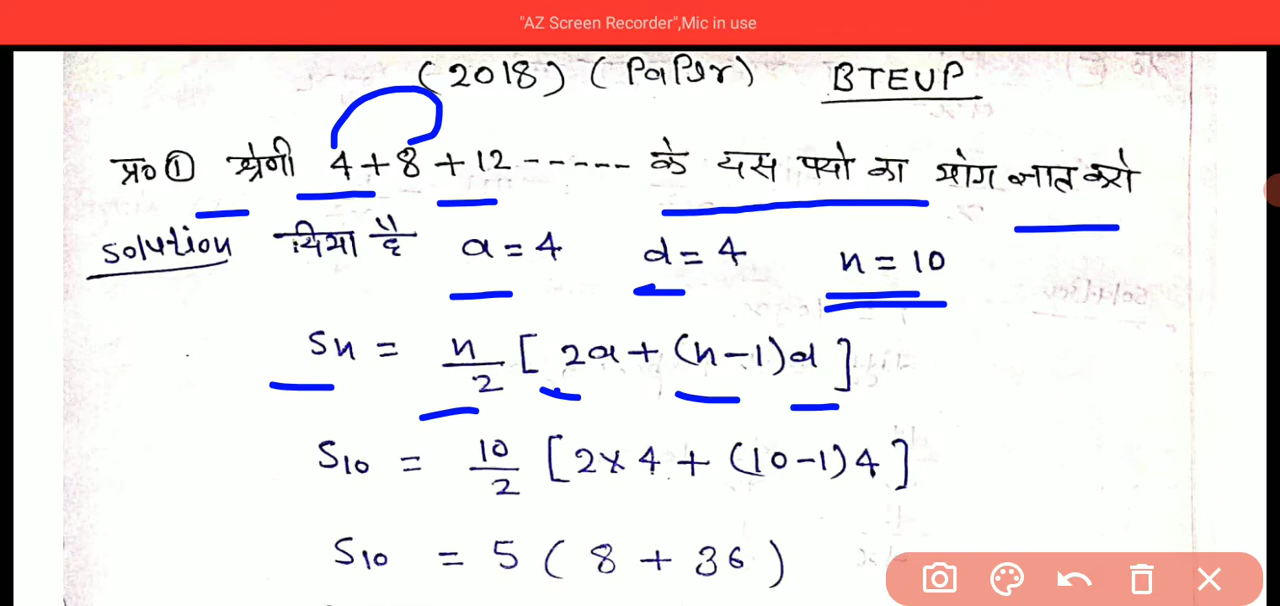 "AZ Screen Recorder",Mic in use
(2018) (Paper) BTEUP
प्र० ① श्रेणी 4+8+12------ के दस पदो का योग ज्ञात करो
Solution दिया है a=4 d=4 n=10
Sn = n/2 [2a+(n-1)d]
S10 = 10/2 [2×4+(10-1)4]
S10 = 5(8+36)